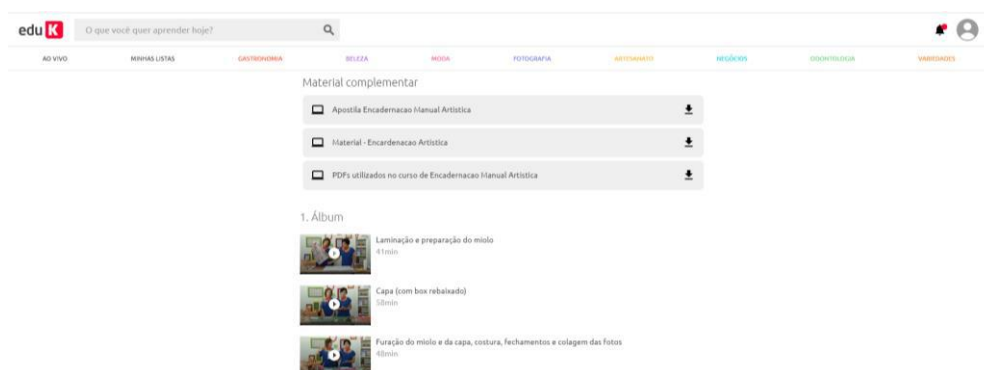 eduK
O que você quer aprender hoje?
AO VIVO MINHAS LISTAS GASTRONOMIA BELEZA MODA FOTOGRAFIA ARTESANATO NEGÓCIOS ODONTOLOGIA VARIEDADES
Material complementar
Apostila Encadernacao Manual Artistica
Material - Encardenacao Artistica
PDFs utilizados no curso de Encadernacao Manual Artistica
1. Álbum
Laminação e preparação do miolo
41min
Capa (com box rebaixado)
58min
Furação do miolo e da capa, costura, fechamentos e colagem das fotos
48min